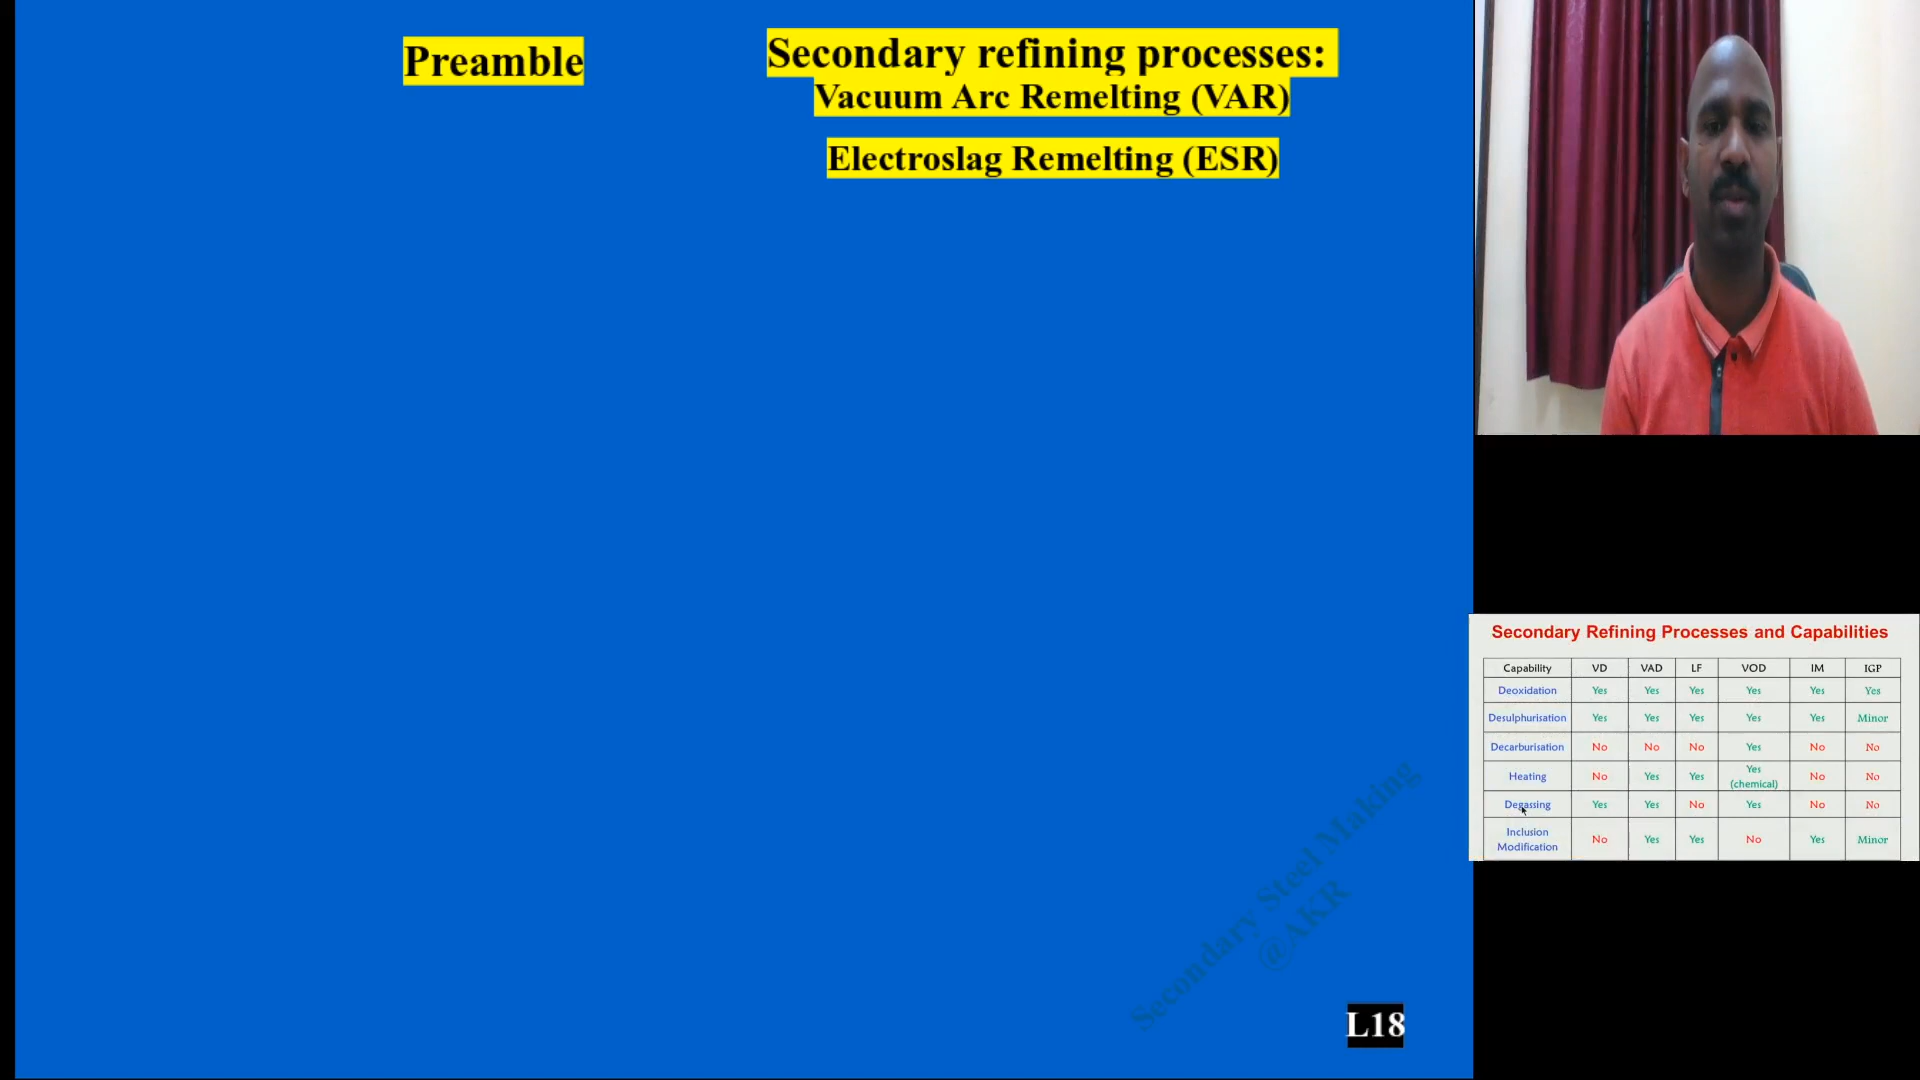 Preamble
Secondary refining processes:
Vacuum Arc Remelting (VAR)
Electroslag Remelting (ESR)
Secondary Steel Making
@AKR
L18
Secondary Refining Processes and Capabilities
Capability VD VAD LF VOD IM IGP
Deoxidation Yes Yes Yes Yes Yes Yes
Desulphurisation Yes Yes Yes Yes Yes Minor
Decarburisation No No No Yes No No
Heating No Yes Yes Yes (chemical) No No
Degassing Yes Yes No Yes No No
Inclusion Modification No Yes Yes No Yes Minor